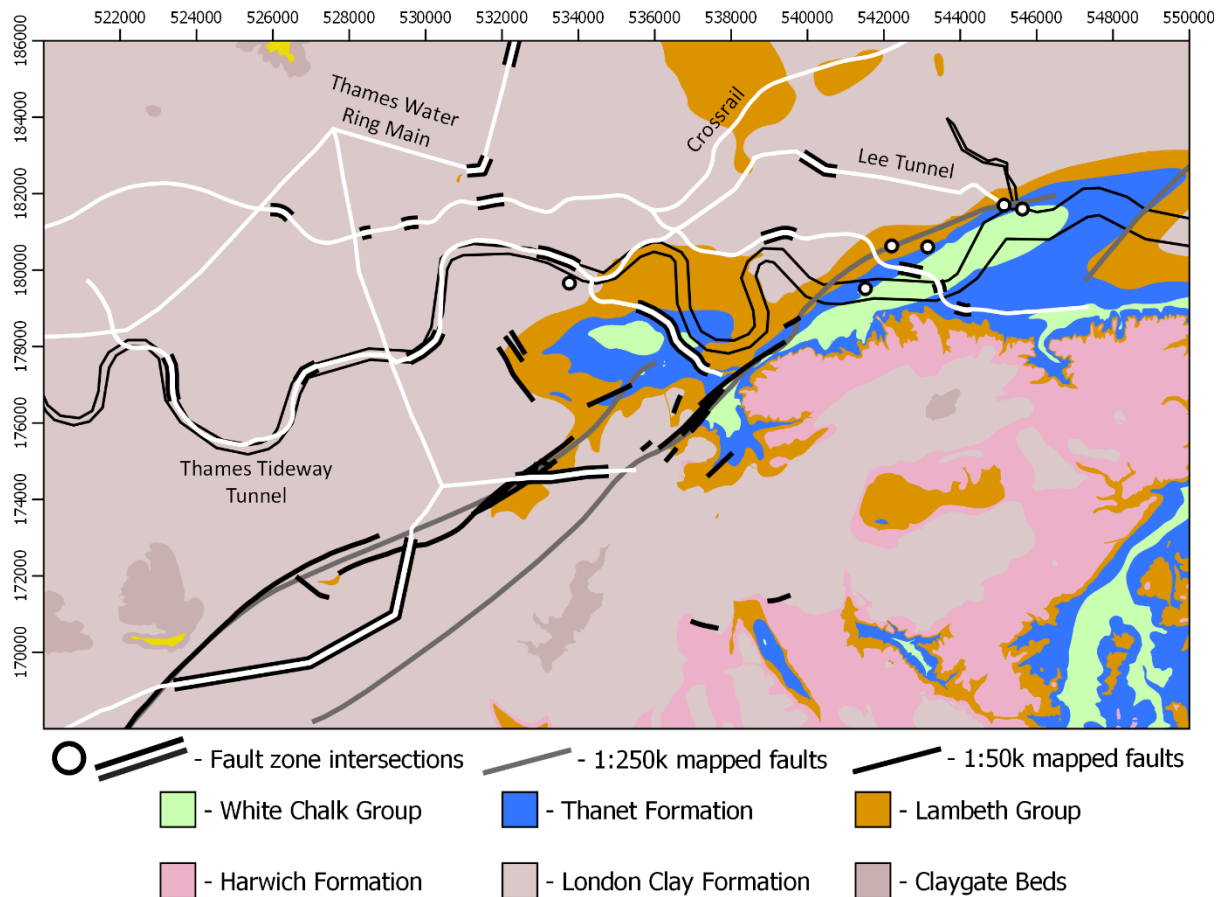 522000 524000 526000 528000 530000 532000 534000 536000 538000 540000 542000 544000 546000 548000 550000
186000
184000
182000
180000
178000
176000
174000
172000
170000
Thames Water
Ring Main
Crossrail
Lee Tunnel
Thames Tideway
Tunnel
- Fault zone intersections
- 1:250k mapped faults
- 1:50k mapped faults
- White Chalk Group
- Thanet Formation
- Lambeth Group
- Harwich Formation
- London Clay Formation
- Claygate Beds